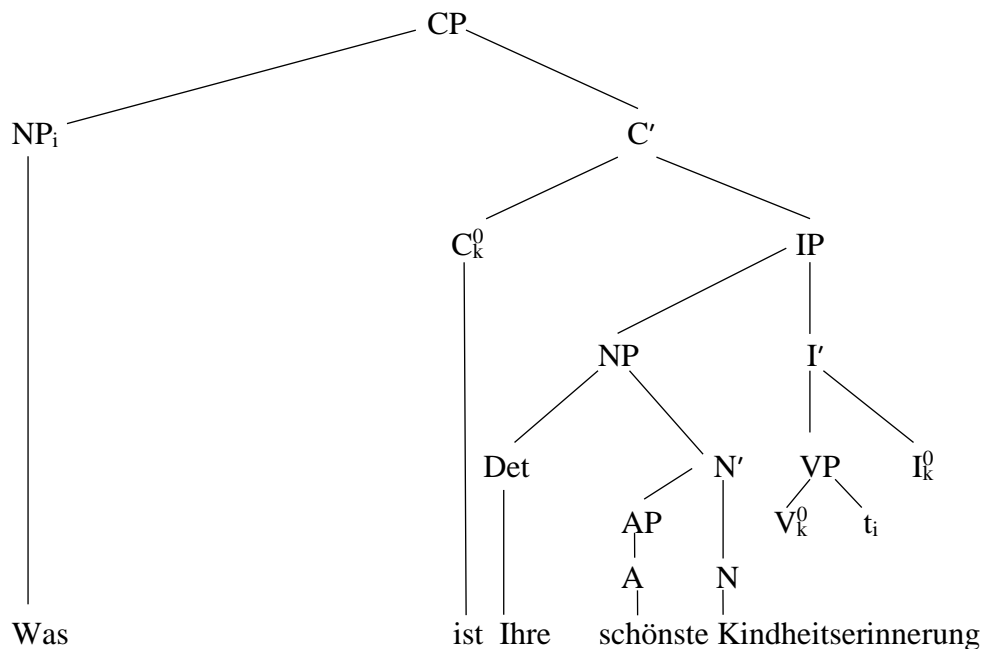 CP
NPᵢ C′
C⁰ₖ IP
NP I′
Det N′ VP I⁰ₖ
AP V⁰ₖ tᵢ
A N
Was ist Ihre schönste Kindheitserinnerung